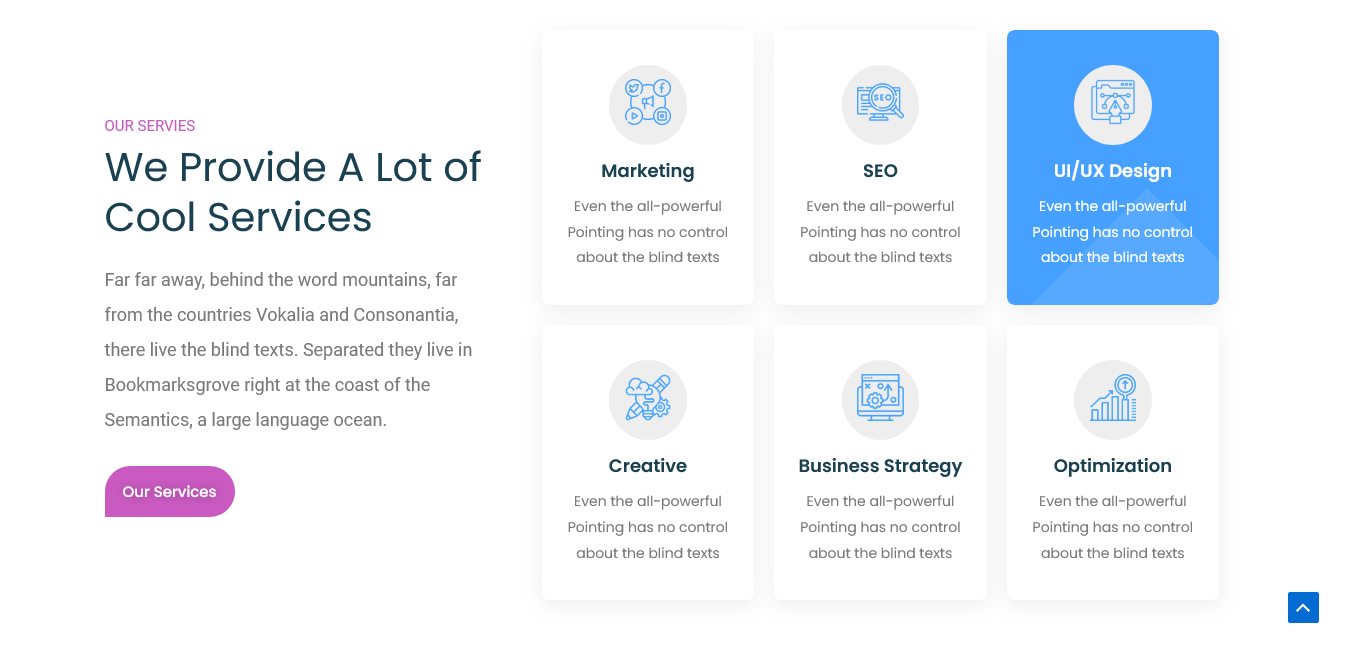 OUR SERVIES
We Provide A Lot of
Cool Services
Far far away, behind the word mountains, far
from the countries Vokalia and Consonantia,
there live the blind texts. Separated they live in
Bookmarksgrove right at the coast of the
Semantics, a large language ocean.
Our Services
Marketing
Even the all-powerful
Pointing has no control
about the blind texts
SEO
SEO
Even the all-powerful
Pointing has no control
about the blind texts
UI/UX Design
Even the all-powerful
Pointing has no control
about the blind texts
Creative
Even the all-powerful
Pointing has no control
about the blind texts
Business Strategy
Even the all-powerful
Pointing has no control
about the blind texts
Optimization
Even the all-powerful
Pointing has no control
about the blind texts